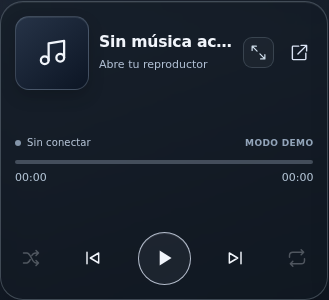 Sin música ac...
Abre tu reproductor
Sin conectar
MODO DEMO
00:00
00:00